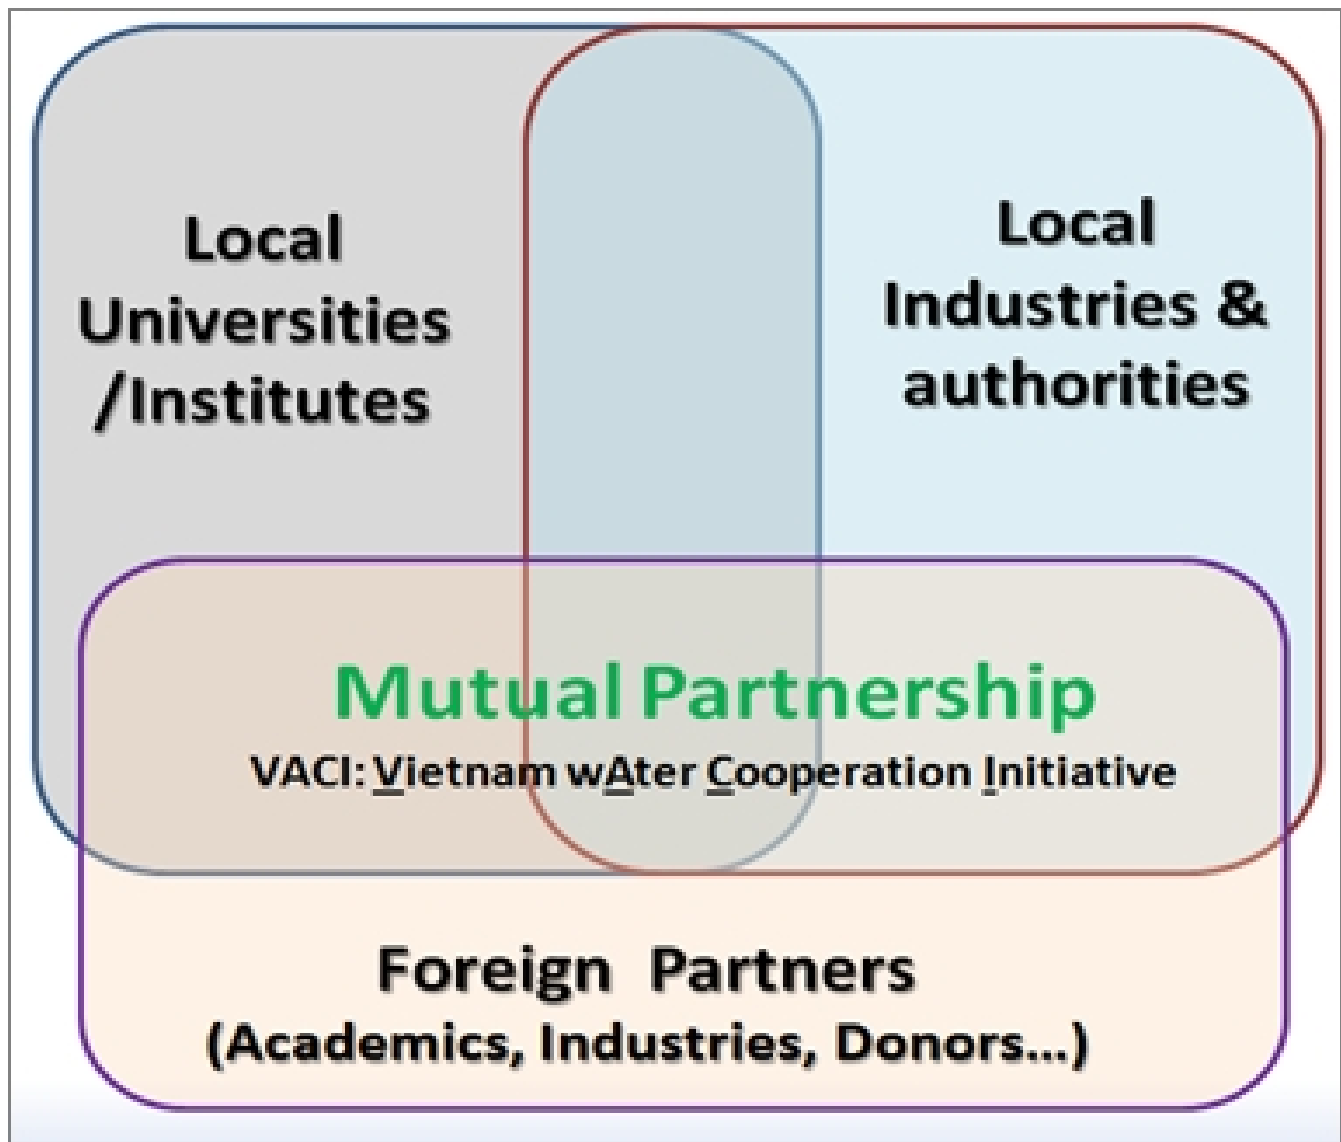 Local
Universities
/Institutes
Local
Industries &
authorities
Mutual Partnership
VACI: Vietnam wAter Cooperation Initiative
Foreign Partners
(Academics, Industries, Donors...)